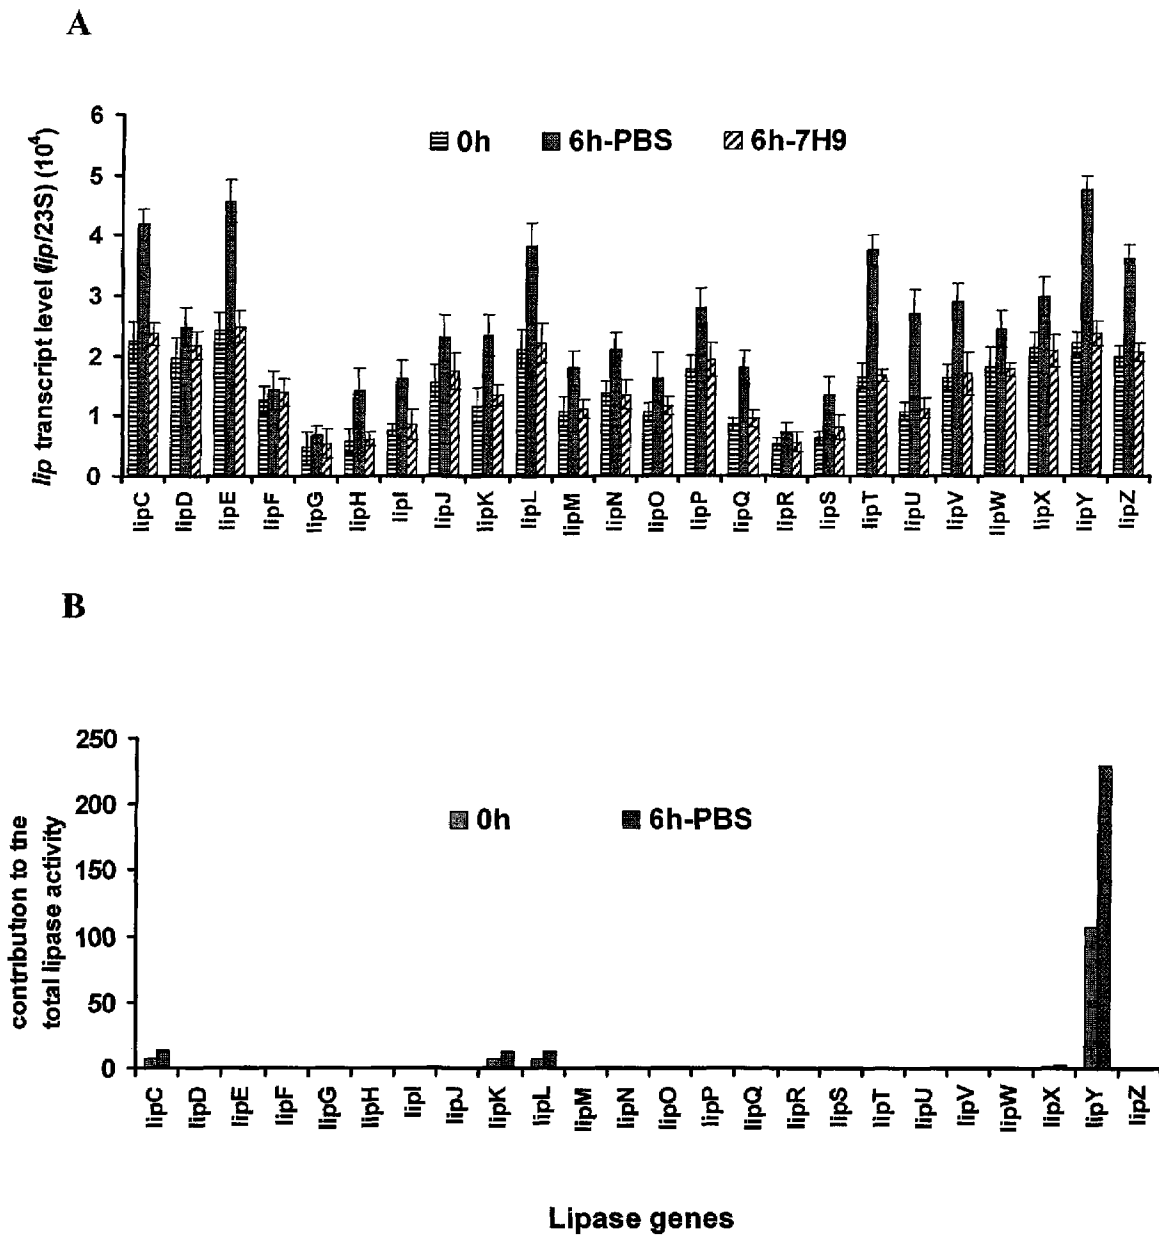 A
lip transcript level (lip/23S) (10⁴)
6
5
4
3
2
1
0
0h 6h-PBS 6h-7H9
lipC lipD lipE lipF lipG lipH lipI lipJ lipK lipL lipM lipN lipO lipP lipQ lipR lipS lipT lipU lipV lipW lipX lipY lipZ
B
contribution to the
total lipase activity
250
200
150
100
50
0
0h 6h-PBS
lipC lipD lipE lipF lipG lipH lipI lipJ lipK lipL lipM lipN lipO lipP lipQ lipR lipS lipT lipU lipV lipW lipX lipY lipZ
Lipase genes